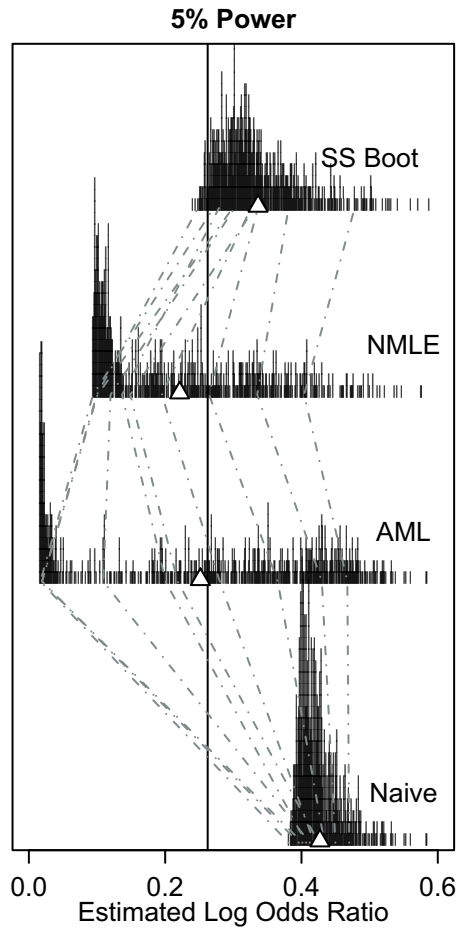 5% Power
SS Boot
NMLE
AML
Naive
0.0 0.2 0.4 0.6
Estimated Log Odds Ratio